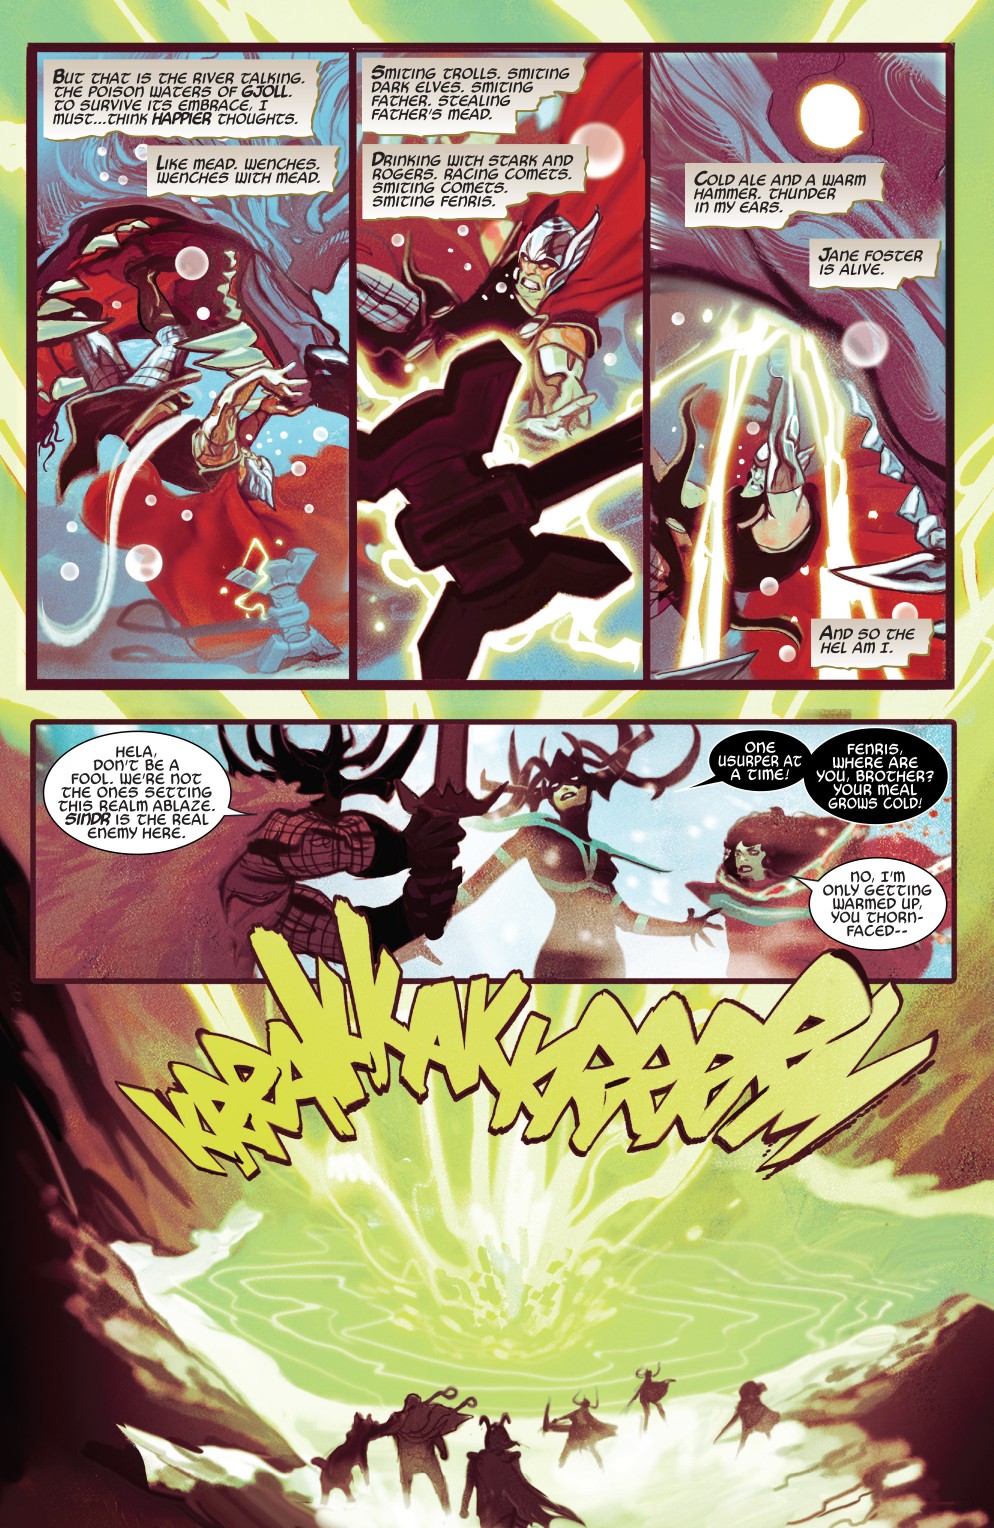 But that is the river talking.
The poison waters of Gjoll.
To survive its embrace, I
must...think happier thoughts.
Like mead. Wenches.
Wenches with mead.
Smiting trolls. Smiting
dark elves. Smiting
Father. Stealing
Father's mead.
Drinking with Stark and
Rogers. Racing comets.
Smiting comets.
Smiting Fenris.
Cold ale and a warm
hammer. Thunder
in my ears.
Jane Foster
is alive.
And so the
Hel am I.
HELA,
DON'T BE A
FOOL. WE'RE NOT
THE ONES SETTING
THIS REALM ABLAZE.
SINDR IS THE REAL
ENEMY HERE.
ONE
USURPER AT
A TIME!
FENRIS,
WHERE ARE
YOU, BROTHER?
YOUR MEAL
GROWS COLD!
NO, I'M
ONLY GETTING
WARMED UP,
YOU THORN-
FACED--